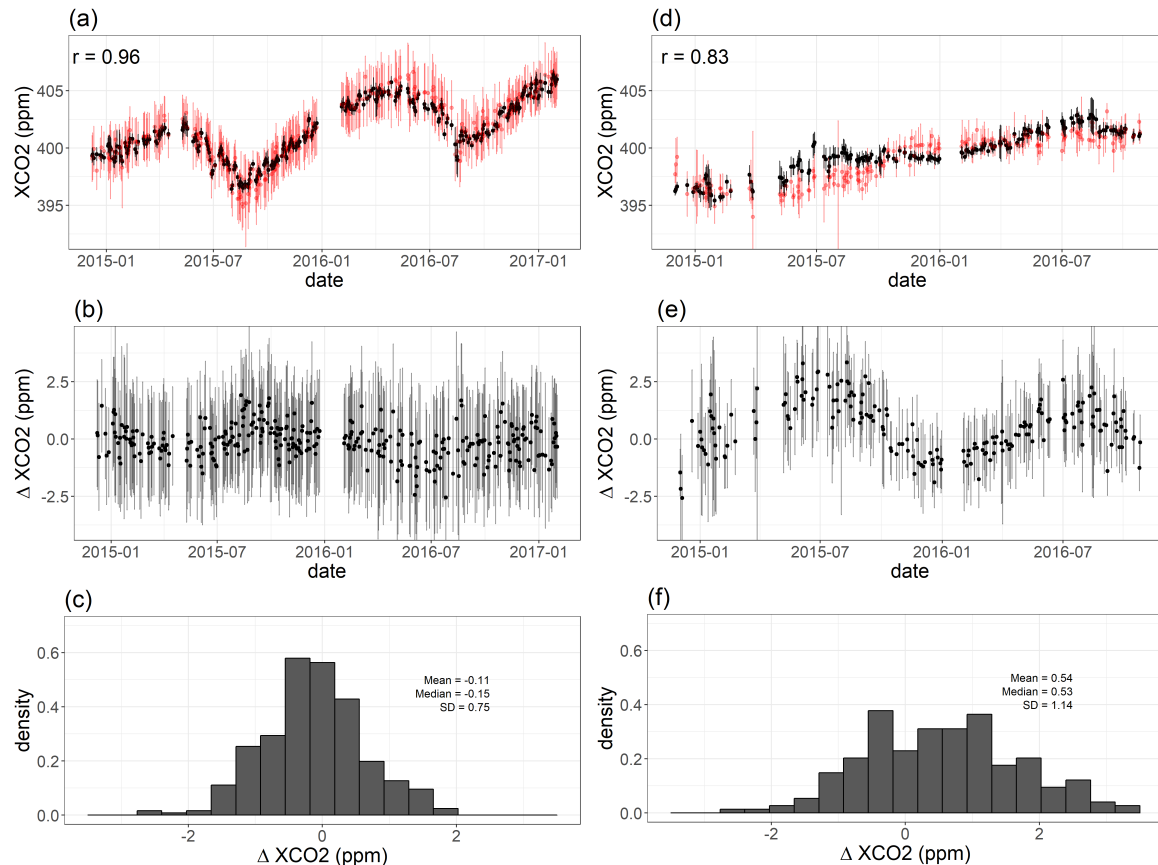 (a)
r = 0.96
XCO2 (ppm)
405
400
395
2015-01 2015-07 2016-01 2016-07 2017-01
date
(d)
r = 0.83
XCO2 (ppm)
405
400
395
2015-01 2015-07 2016-01 2016-07
date
(b)
Δ XCO2 (ppm)
2.5
0.0
-2.5
2015-01 2015-07 2016-01 2016-07 2017-01
date
(e)
Δ XCO2 (ppm)
2.5
0.0
-2.5
2015-01 2015-07 2016-01 2016-07
date
(c)
density
0.6
0.4
0.2
0.0
Mean = -0.11
Median = -0.15
SD = 0.75
-2 0 2
Δ XCO2 (ppm)
(f)
density
0.6
0.4
0.2
0.0
Mean = 0.54
Median = 0.53
SD = 1.14
-2 0 2
Δ XCO2 (ppm)